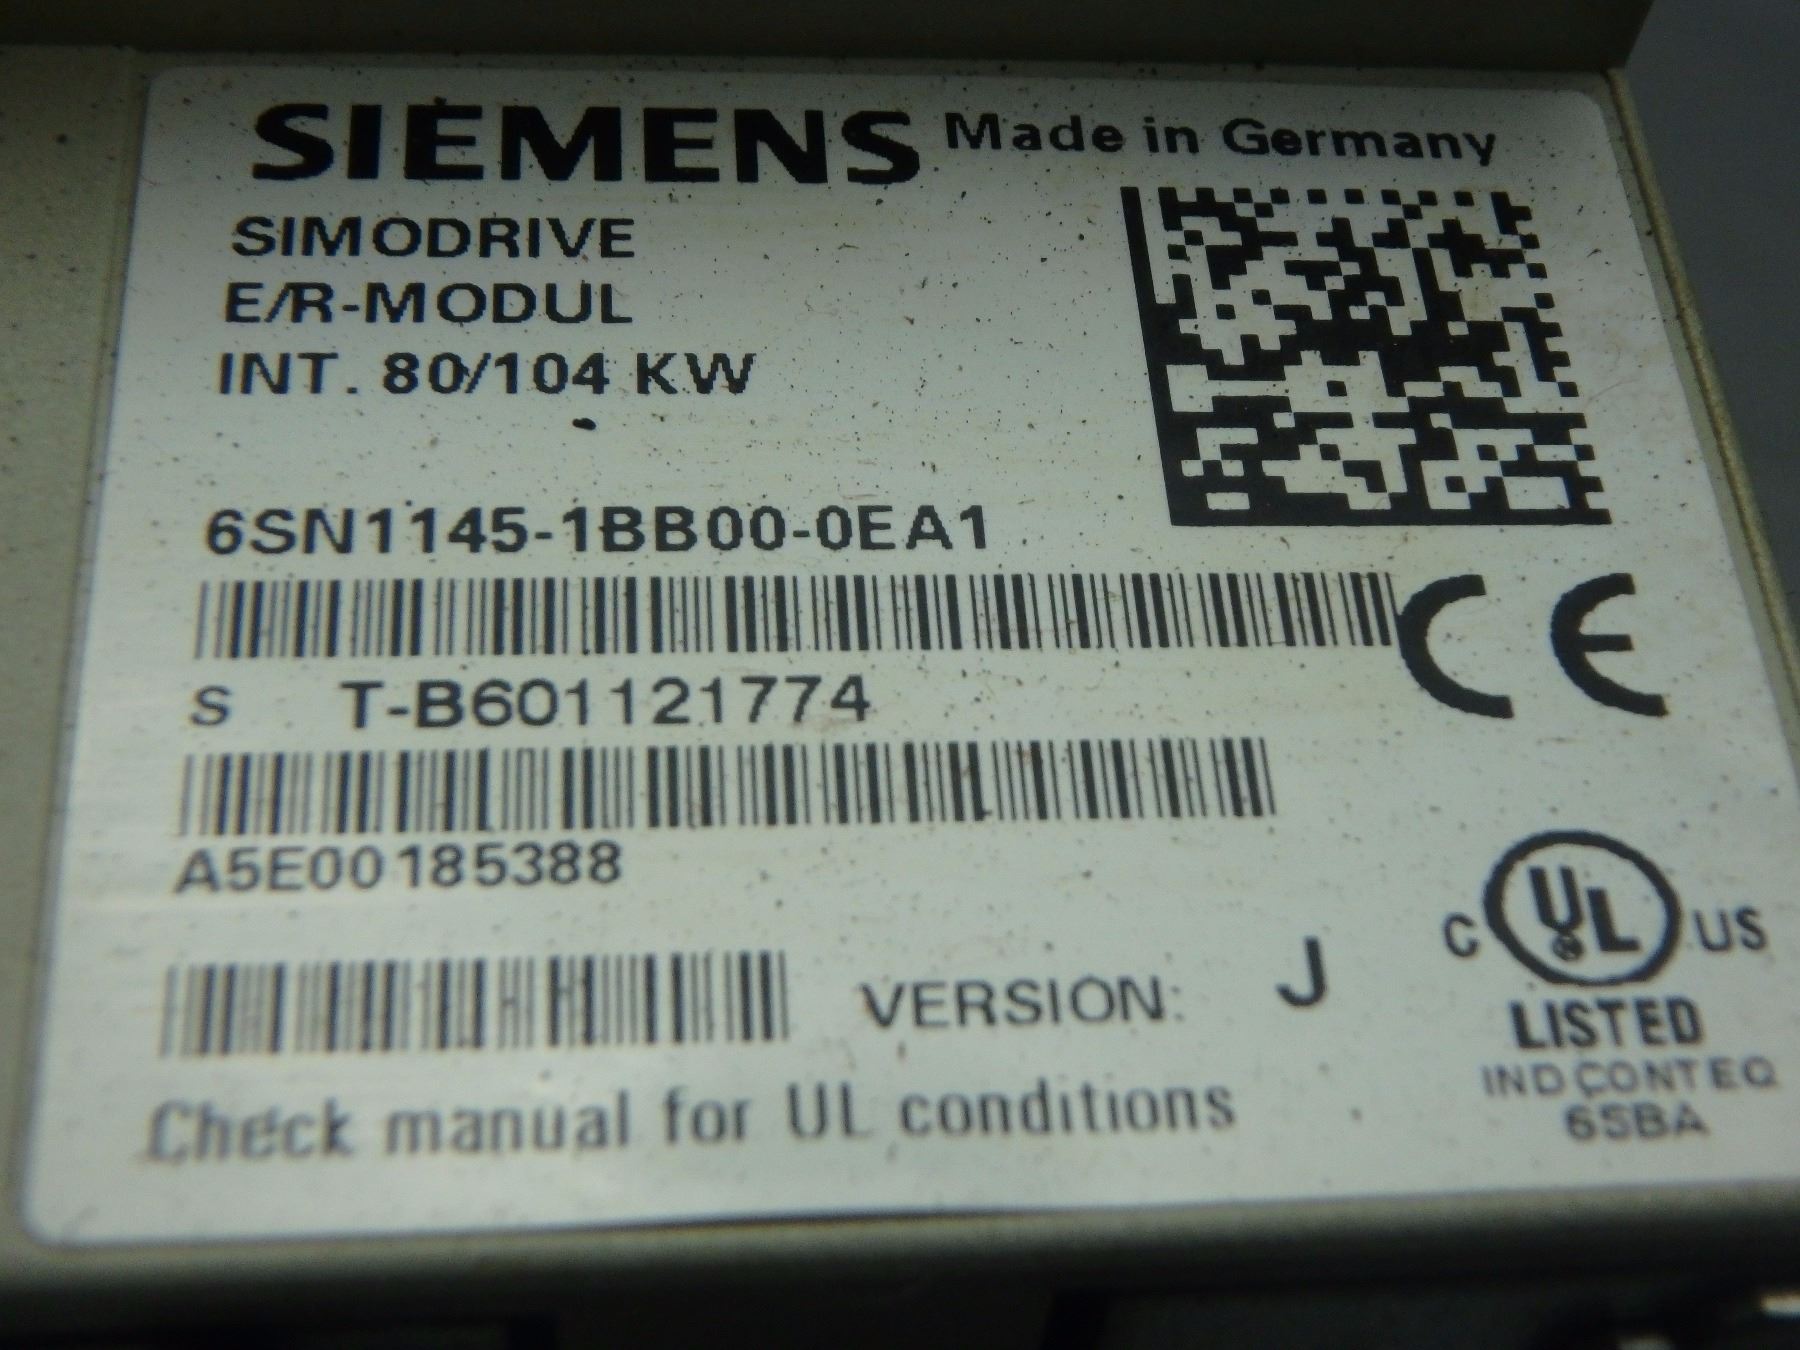 SIEMENS Made in Germany
SIMODRIVE
E/R-MODUL
INT. 80/104 KW
6SN1145-1BB00-0EA1
S T-B601121774
A5E00185388
VERSION: J
Check manual for UL conditions
CE
C UL US
LISTED
IND CONT EQ
6SBA